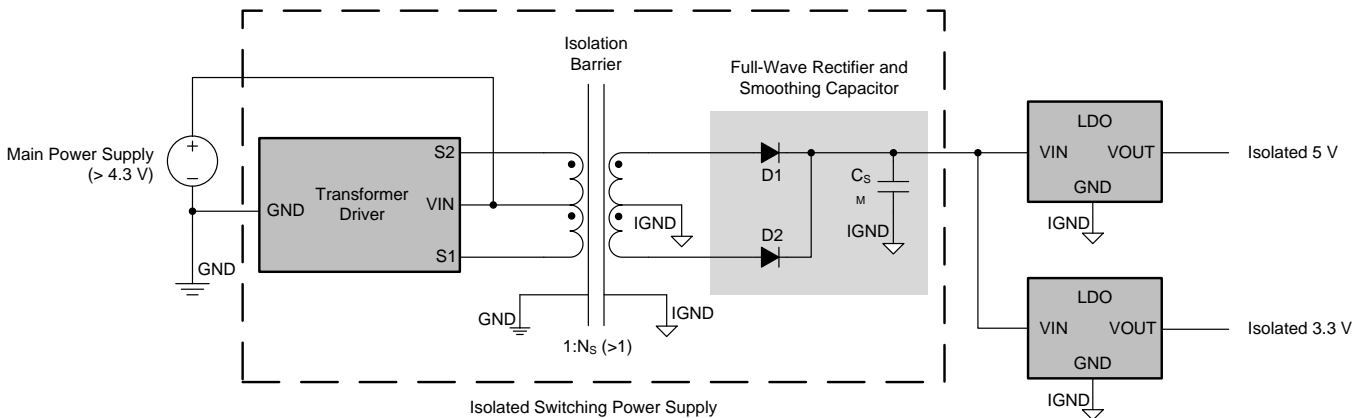 Isolation
Barrier
Full-Wave Rectifier and
Smoothing Capacitor
Main Power Supply
(> 4.3 V)
+
−
GND
GND
Transformer
Driver
S2
VIN
S1
IGND
GND
IGND
1:NS (>1)
D1
D2
CS
M
IGND
LDO
VIN
VOUT
GND
IGND
Isolated 5 V
LDO
VIN
VOUT
GND
IGND
Isolated 3.3 V
Isolated Switching Power Supply